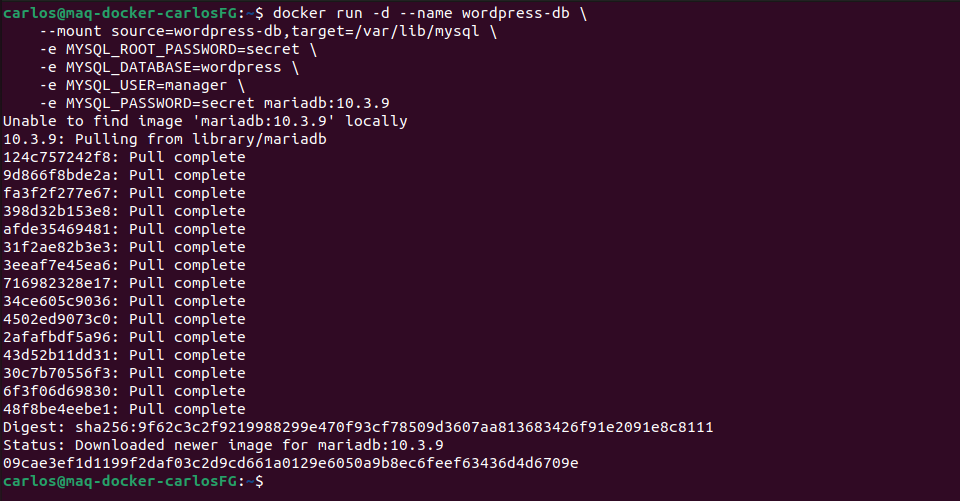 carlos@maq-docker-carlosFG:~$ docker run -d --name wordpress-db \
    --mount source=wordpress-db,target=/var/lib/mysql \
    -e MYSQL_ROOT_PASSWORD=secret \
    -e MYSQL_DATABASE=wordpress \
    -e MYSQL_USER=manager \
    -e MYSQL_PASSWORD=secret mariadb:10.3.9
Unable to find image 'mariadb:10.3.9' locally
10.3.9: Pulling from library/mariadb
124c757242f8: Pull complete
9d866f8bde2a: Pull complete
fa3f2f277e67: Pull complete
398d32b153e8: Pull complete
afde35469481: Pull complete
31f2ae82b3e3: Pull complete
3eeaf7e45ea6: Pull complete
716982328e17: Pull complete
34ce605c9036: Pull complete
4502ed9073c0: Pull complete
2afafbdf5a96: Pull complete
43d52b11dd31: Pull complete
30c7b70556f3: Pull complete
6f3f06d69830: Pull complete
48f8be4eebe1: Pull complete
Digest: sha256:9f62c3c2f9219988299e470f93cf78509d3607aa813683426f91e2091e8c8111
Status: Downloaded newer image for mariadb:10.3.9
09cae3ef1d1199f2daf03c2d9cd661a0129e6050a9b8ec6feef63436d4d6709e
carlos@maq-docker-carlosFG:~$